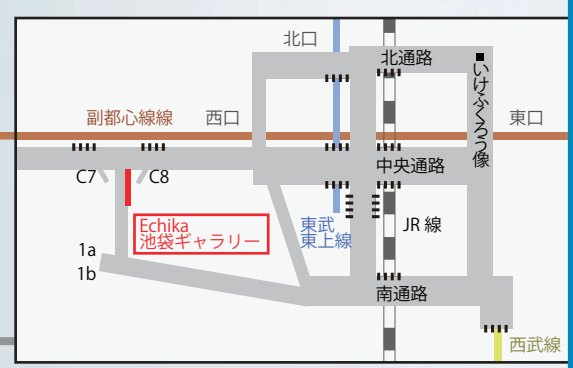 北口
北通路
いけふくろう像
副都心線線
西口
東口
中央通路
C7
C8
Echika
池袋ギャラリー
東武
東上線
JR 線
1a
1b
南通路
西武線